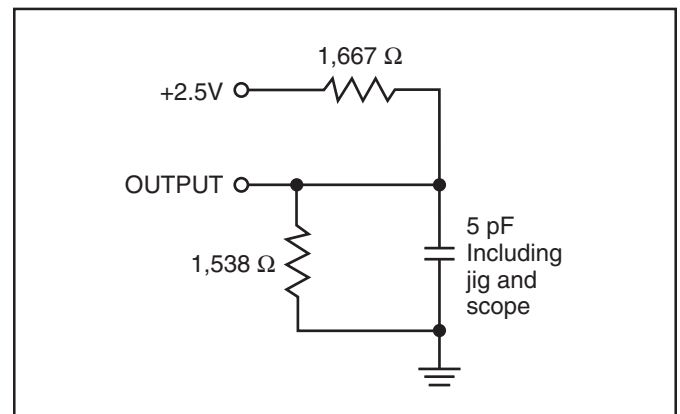 1,667 Ω
+2.5V
OUTPUT
1,538 Ω
5 pF
Including
jig and
scope